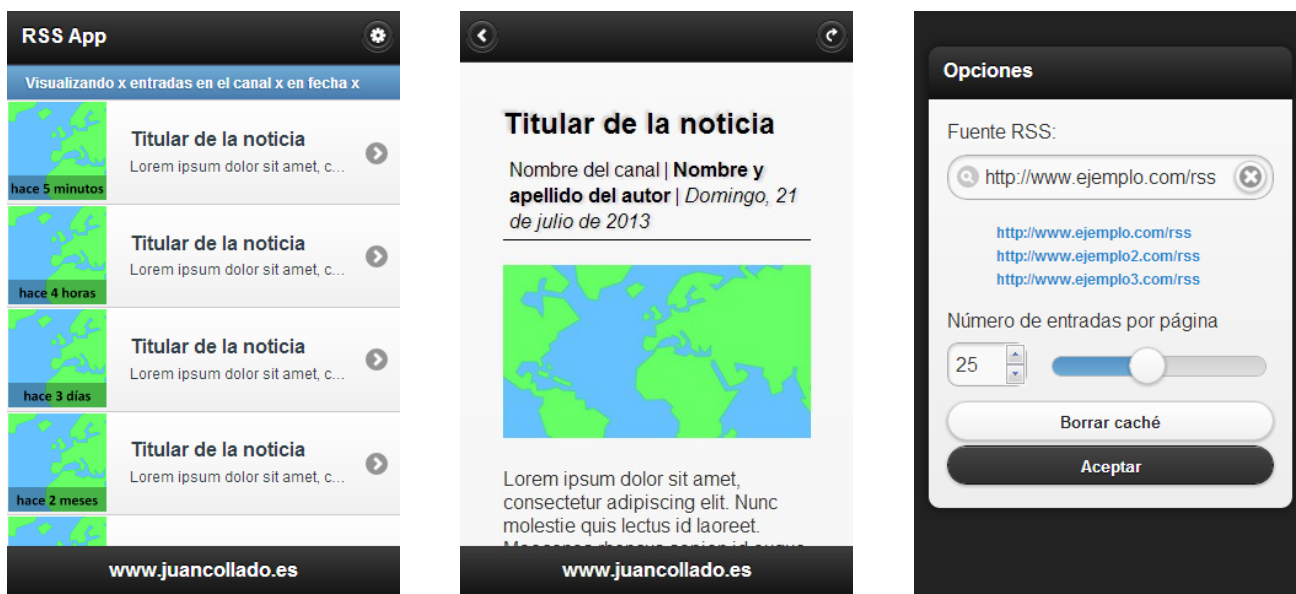 RSS App
Visualizando x entradas en el canal x en fecha x
Titular de la noticia
Lorem ipsum dolor sit amet, c...
hace 5 minutos
Titular de la noticia
Lorem ipsum dolor sit amet, c...
hace 4 horas
Titular de la noticia
Lorem ipsum dolor sit amet, c...
hace 3 días
Titular de la noticia
Lorem ipsum dolor sit amet, c...
hace 2 meses
www.juancollado.es
Titular de la noticia
Nombre del canal | Nombre y
apellido del autor | Domingo, 21
de julio de 2013
Lorem ipsum dolor sit amet,
consectetur adipiscing elit. Nunc
molestie quis lectus id laoreet.
www.juancollado.es
Opciones
Fuente RSS:
http://www.ejemplo.com/rss
http://www.ejemplo.com/rss
http://www.ejemplo2.com/rss
http://www.ejemplo3.com/rss
Número de entradas por página
25
Borrar caché
Aceptar